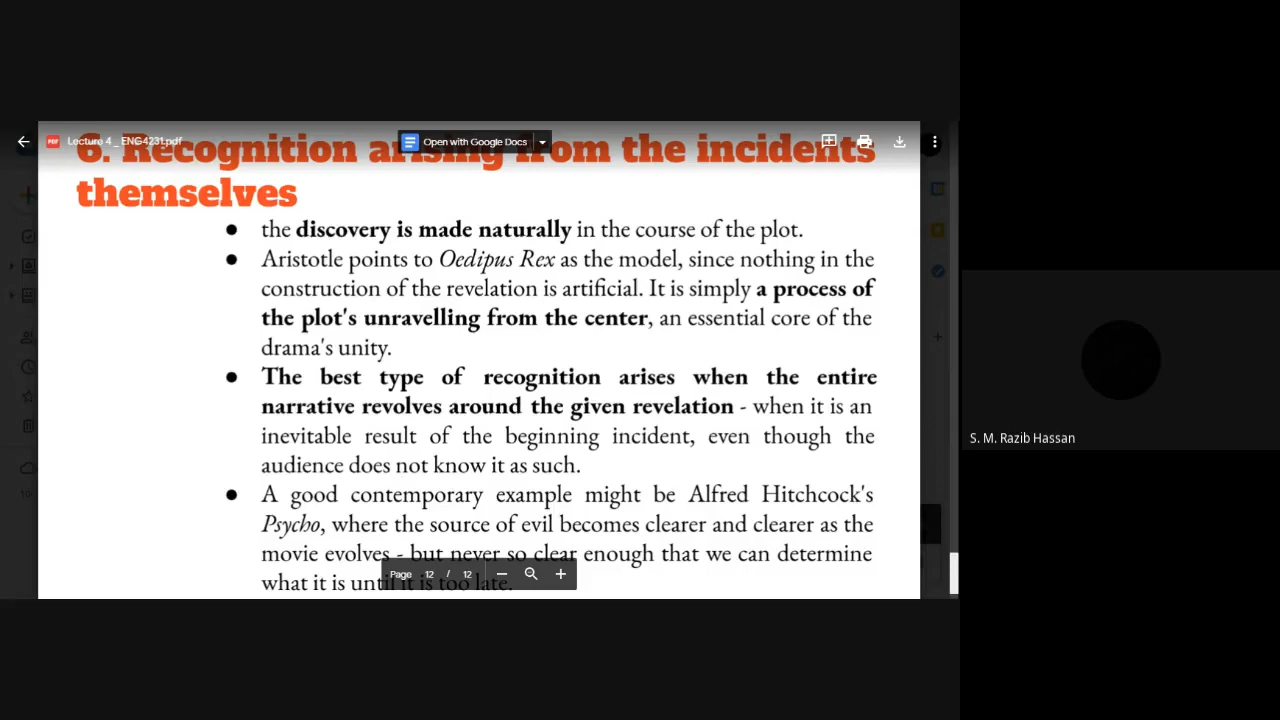 6. Recognition arising from the incidents
Lecture 4 _ ENG4231.pdf
Open with Google Docs
themselves
● the discovery is made naturally in the course of the plot.
● Aristotle points to Oedipus Rex as the model, since nothing in the
construction of the revelation is artificial. It is simply a process of
the plot's unravelling from the center, an essential core of the
drama's unity.
● The best type of recognition arises when the entire
narrative revolves around the given revelation - when it is an
inevitable result of the beginning incident, even though the
audience does not know it as such.
● A good contemporary example might be Alfred Hitchcock's
Psycho, where the source of evil becomes clearer and clearer as the
movie evolves - but never so clear enough that we can determine
what it is until it is too late.
Page 12 / 12
S. M. Razib Hassan